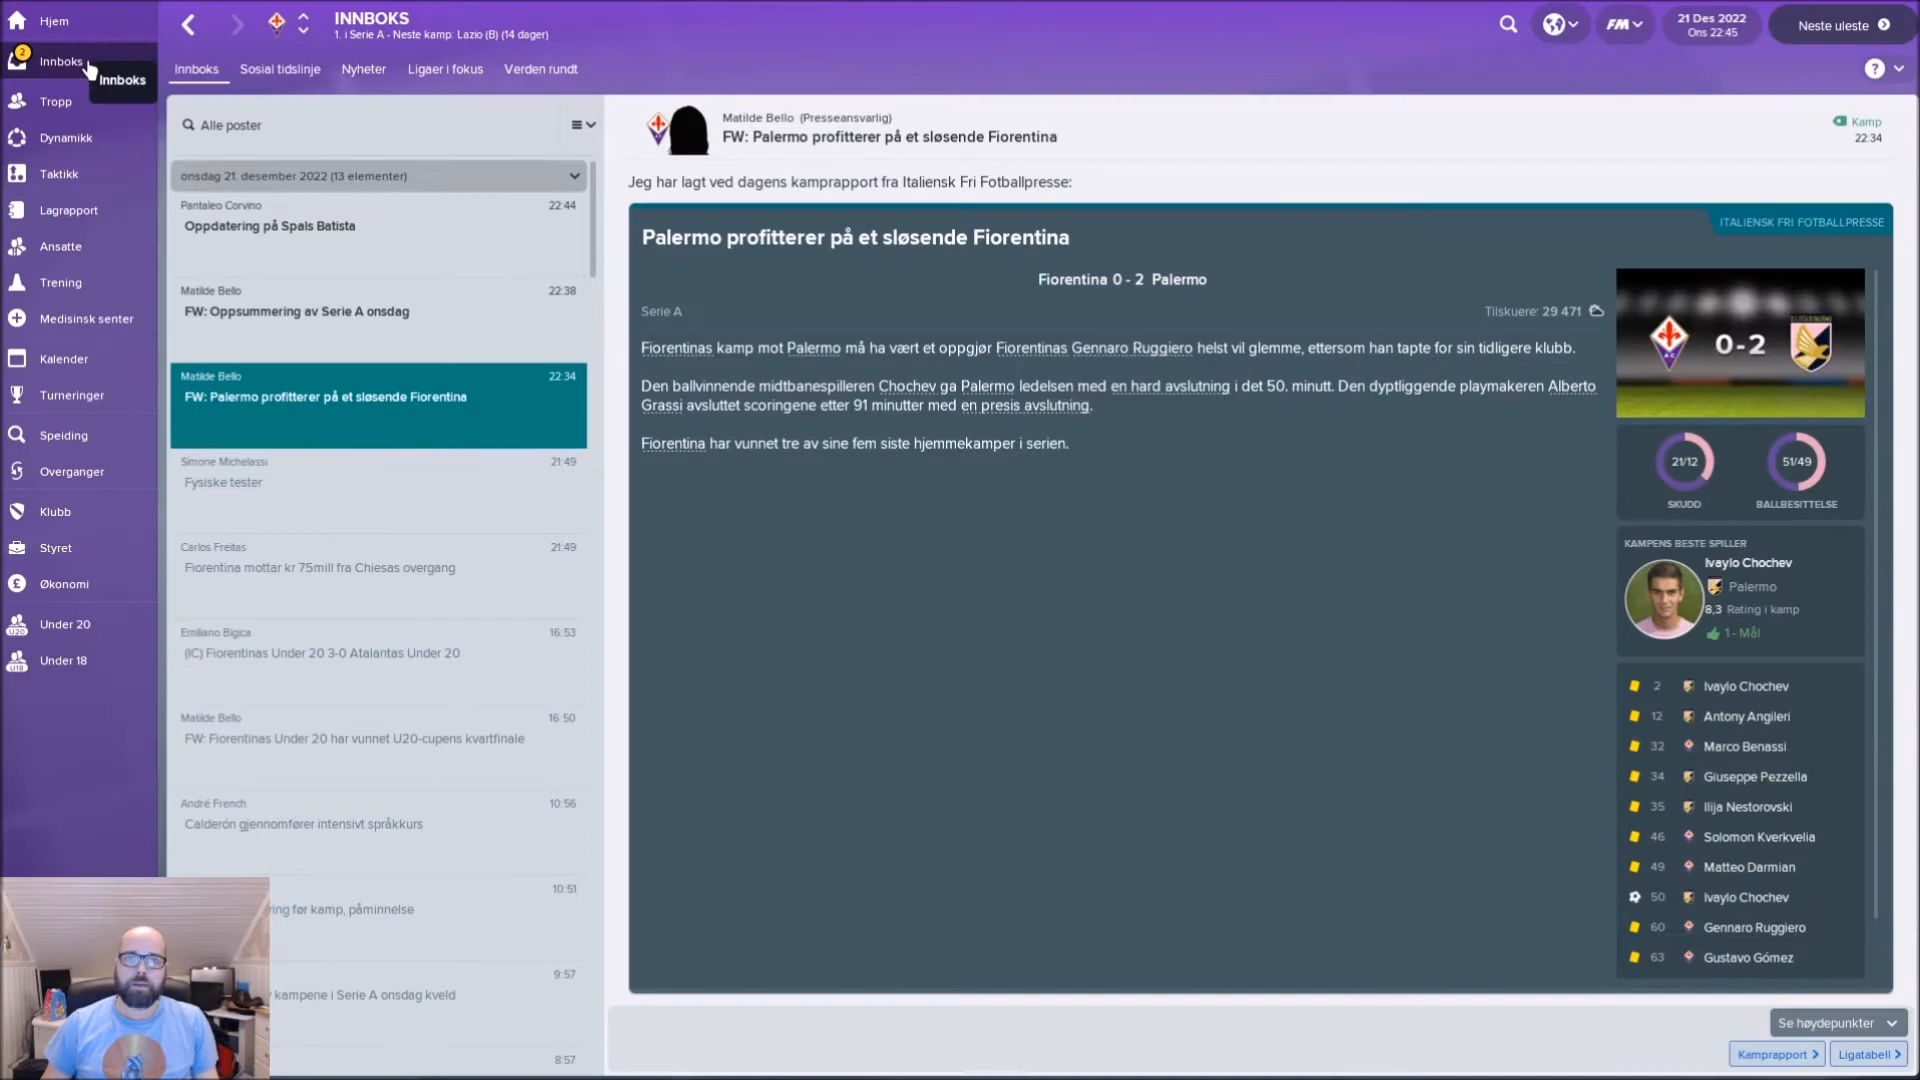 Hjem
2
Innboks
Innboks
Tropp
Dynamikk
Taktikk
Lagrapport
Ansatte
Trening
Medisinsk senter
Kalender
Turneringer
Speiding
Overganger
Klubb
Styret
Økonomi
U20
Under 20
U18
Under 18
INNBOKS
1. i Serie A - Neste kamp: Lazio (B) (14 dager)
FM
21 Des 2022
Ons 22:45
Neste uleste
Innboks
Sosial tidslinje
Nyheter
Ligaer i fokus
Verden rundt
?
Alle poster
onsdag 21. desember 2022 (13 elementer)
Pantaleo Corvino 22:44
Oppdatering på Spals Batista
Matilde Bello 22:38
FW: Oppsummering av Serie A onsdag
Matilde Bello 22:34
FW: Palermo profitterer på et sløsende Fiorentina
Simone Michelassi 21:49
Fysiske tester
Carlos Freitas 21:49
Fiorentina mottar kr 75mill fra Chiesas overgang
Emiliano Bigica 16:53
(IC) Fiorentinas Under 20 3-0 Atalantas Under 20
Matilde Bello 16:50
FW: Fiorentinas Under 20 har vunnet U20-cupens kvartfinale
André French 10:56
Calderón gjennomfører intensivt språkkurs
10:51
ring før kamp, påminnelse
9:57
kampene i Serie A onsdag kveld
8:57
Matilde Bello (Presseansvarlig)
FW: Palermo profitterer på et sløsende Fiorentina
Kamp
22:34
Jeg har lagt ved dagens kamprapport fra Italiensk Fri Fotballpresse:
ITALIENSK FRI FOTBALLPRESSE
Palermo profitterer på et sløsende Fiorentina
Fiorentina 0 - 2 Palermo
Serie A
Tilskuere: 29 471
Fiorentinas kamp mot Palermo må ha vært et oppgjør Fiorentinas Gennaro Ruggiero helst vil glemme, ettersom han tapte for sin tidligere klubb.
Den ballvinnende midtbanespilleren Chochev ga Palermo ledelsen med en hard avslutning i det 50. minutt. Den dyptliggende playmakeren Alberto
Grassi avsluttet scoringene etter 91 minutter med en presis avslutning.
Fiorentina har vunnet tre av sine fem siste hjemmekamper i serien.
0-2
21/12
SKUDD
51/49
BALLBESITTELSE
KAMPENS BESTE SPILLER
Ivaylo Chochev
Palermo
8,3 Rating i kamp
1 - Mål
2 Ivaylo Chochev
12 Antony Angileri
32 Marco Benassi
34 Giuseppe Pezzella
35 Ilija Nestorovski
46 Solomon Kverkvelia
49 Matteo Darmian
50 Ivaylo Chochev
60 Gennaro Ruggiero
63 Gustavo Gómez
Se høydepunkter
Kamprapport
Ligatabell